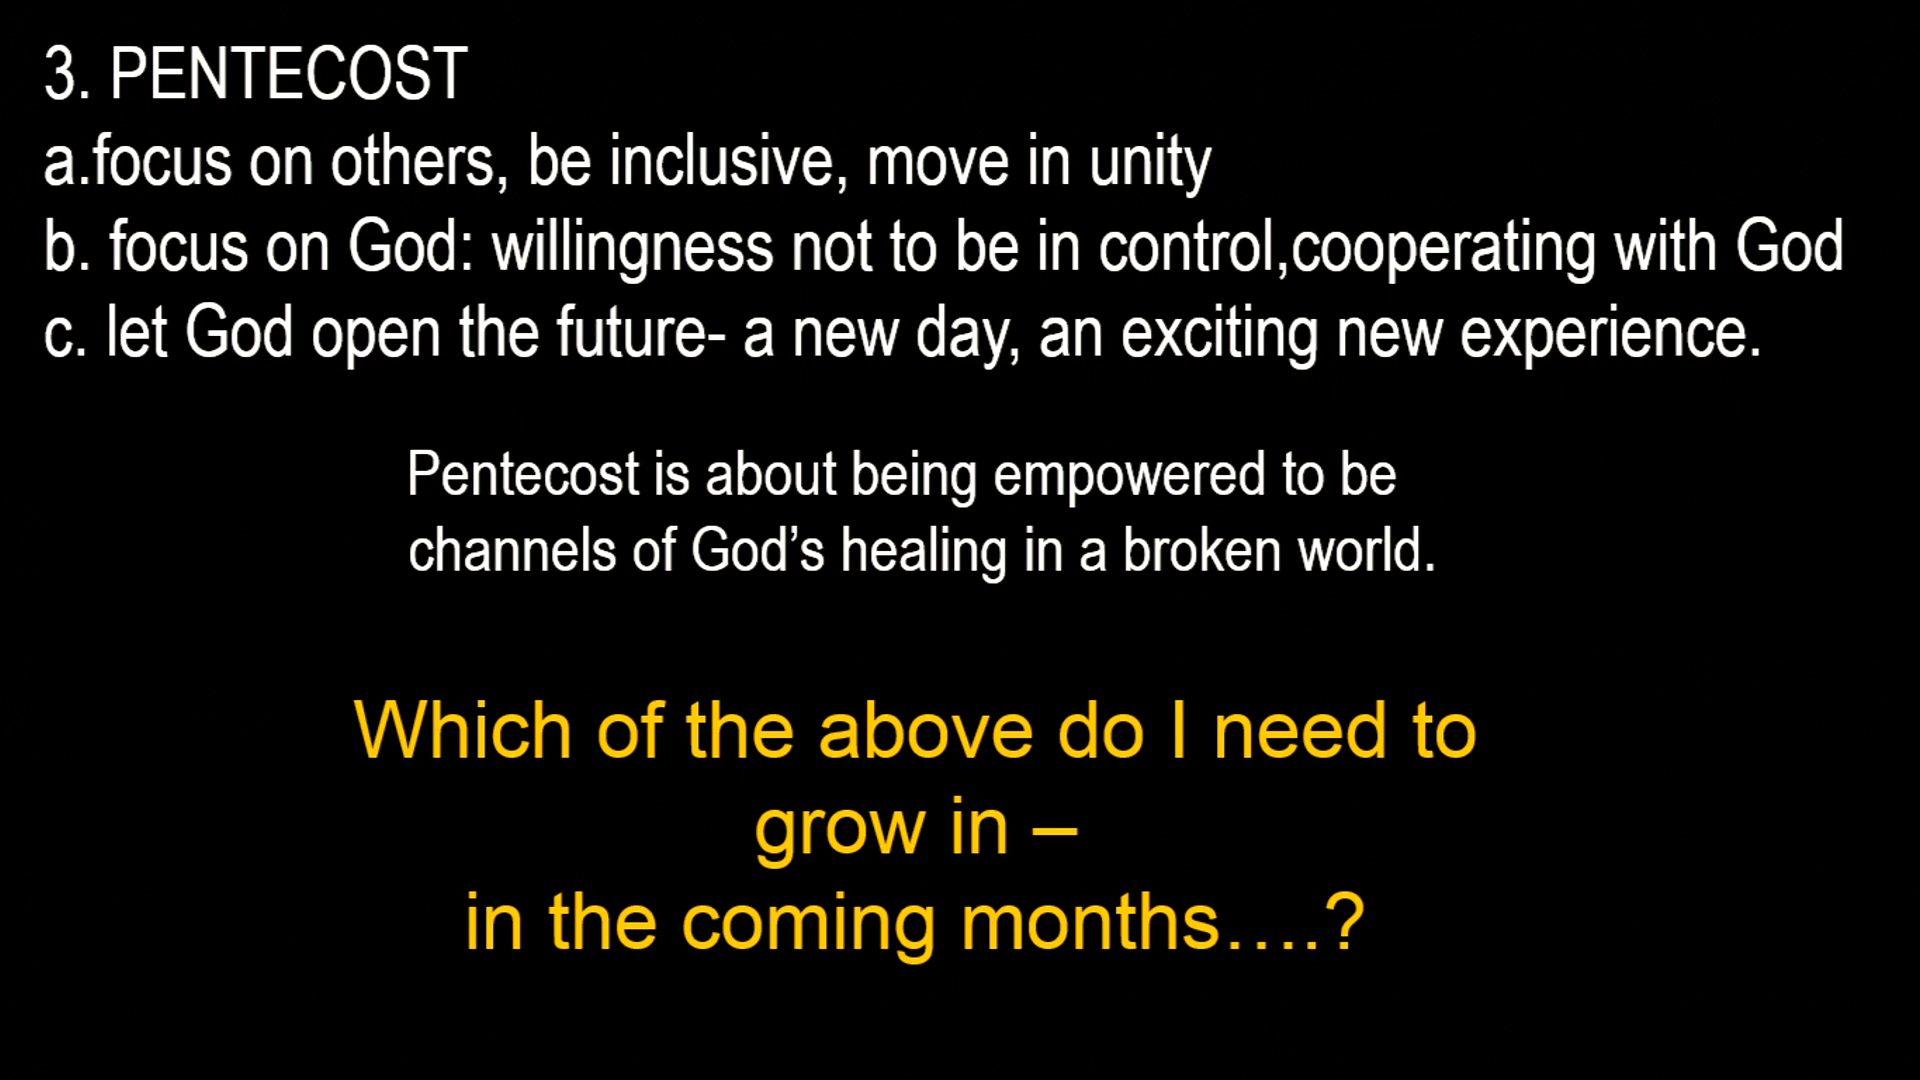 3. PENTECOST
a.focus on others, be inclusive, move in unity
b. focus on God: willingness not to be in control,cooperating with God
c. let God open the future- a new day, an exciting new experience.
Pentecost is about being empowered to be
channels of God’s healing in a broken world.
Which of the above do I need to
grow in –
in the coming months….?